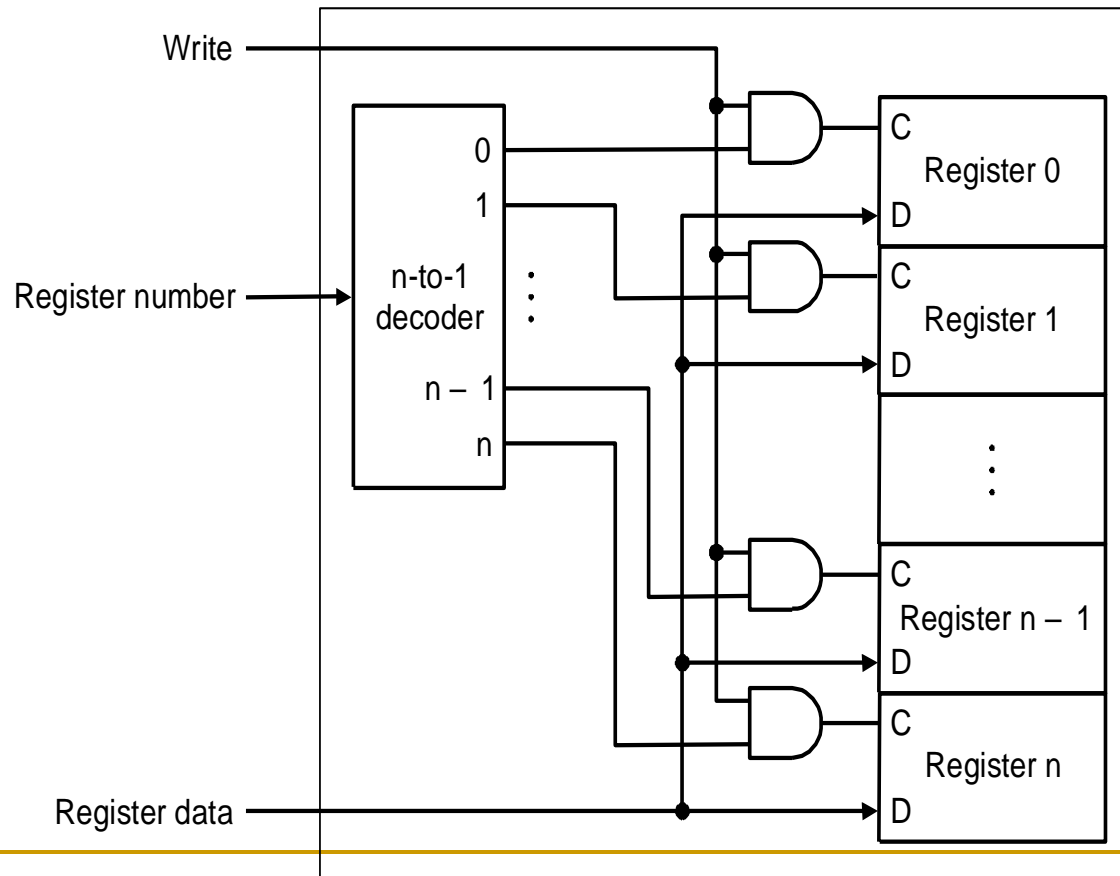 Write
C
0
Register 0
1
D
n-to-1
decoder
C
Register number
Register 1
D
n – 1
n
C
Register n – 1
D
C
Register n
Register data
D